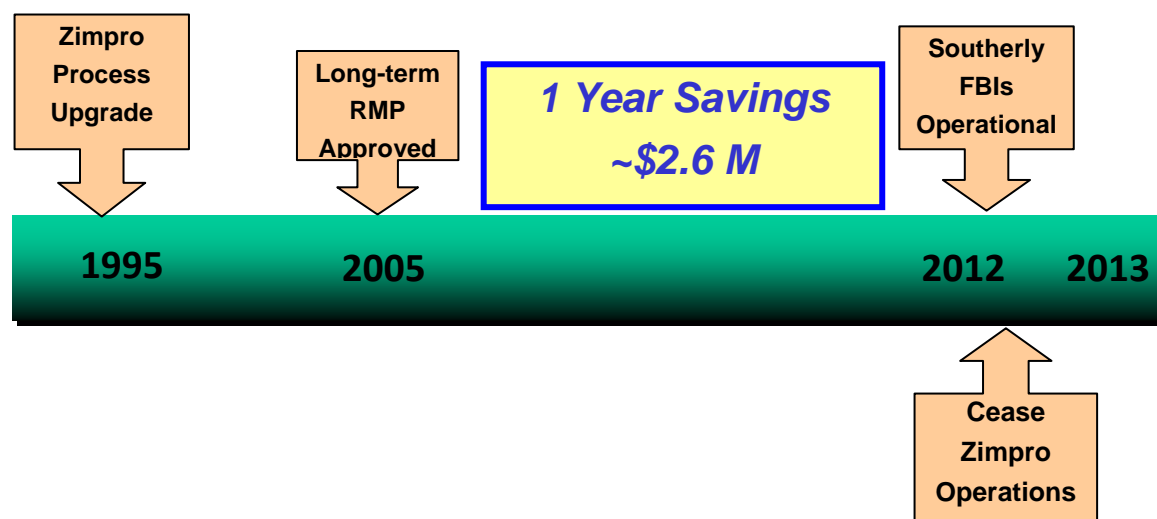 Zimpro
Process
Upgrade
Long-term
RMP
Approved
1 Year Savings
~$2.6 M
Southerly
FBIs
Operational
1995
2005
2012
2013
Cease
Zimpro
Operations